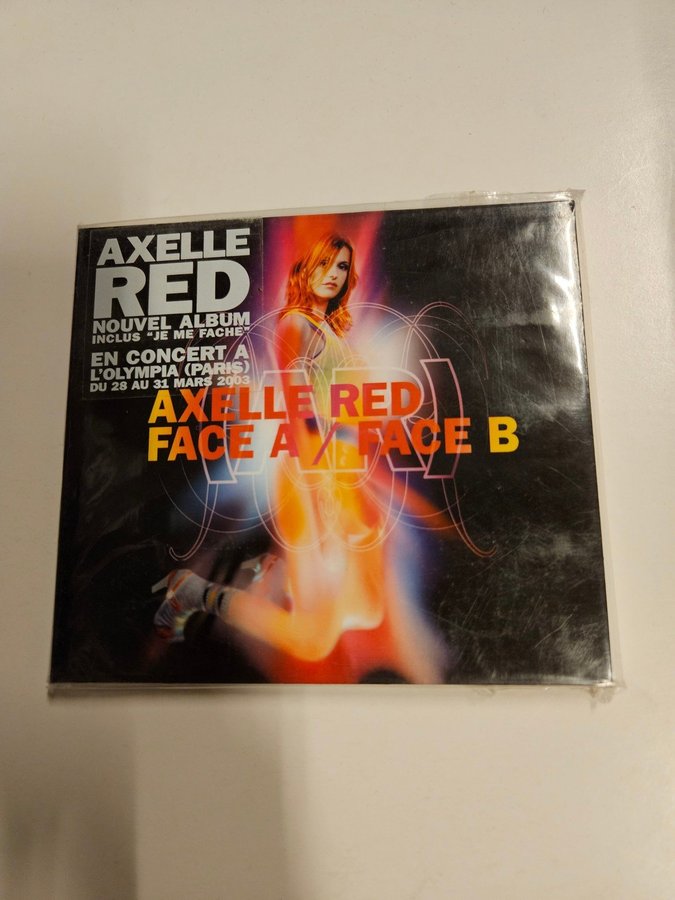 AXELLE
RED
NOUVEL ALBUM
INCLUS "JE ME FACHE"
EN CONCERT A
L'OLYMPIA (PARIS)
DU 28 AU 31 MARS 2003
AXELLE RED
FACE A / FACE B
(AR)